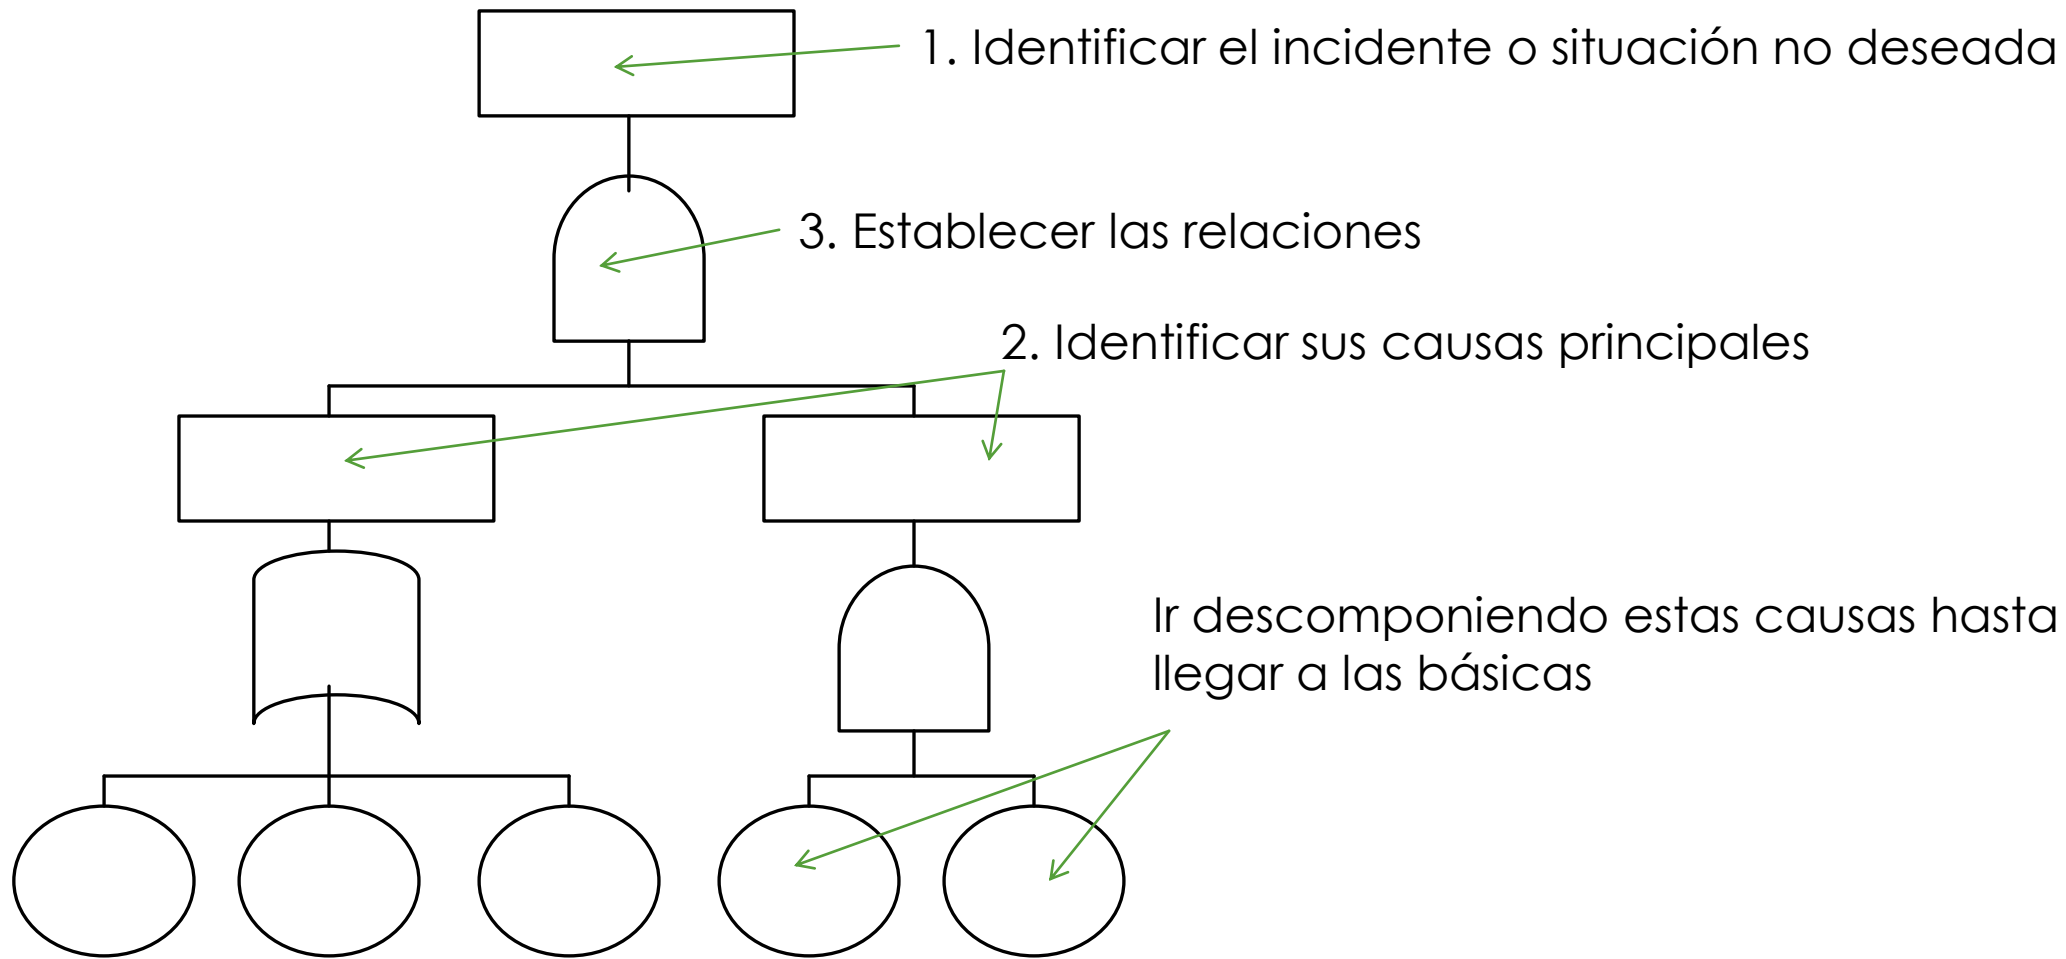 1. Identificar el incidente o situación no deseada
3. Establecer las relaciones
2. Identificar sus causas principales
Ir descomponiendo estas causas hasta
llegar a las básicas